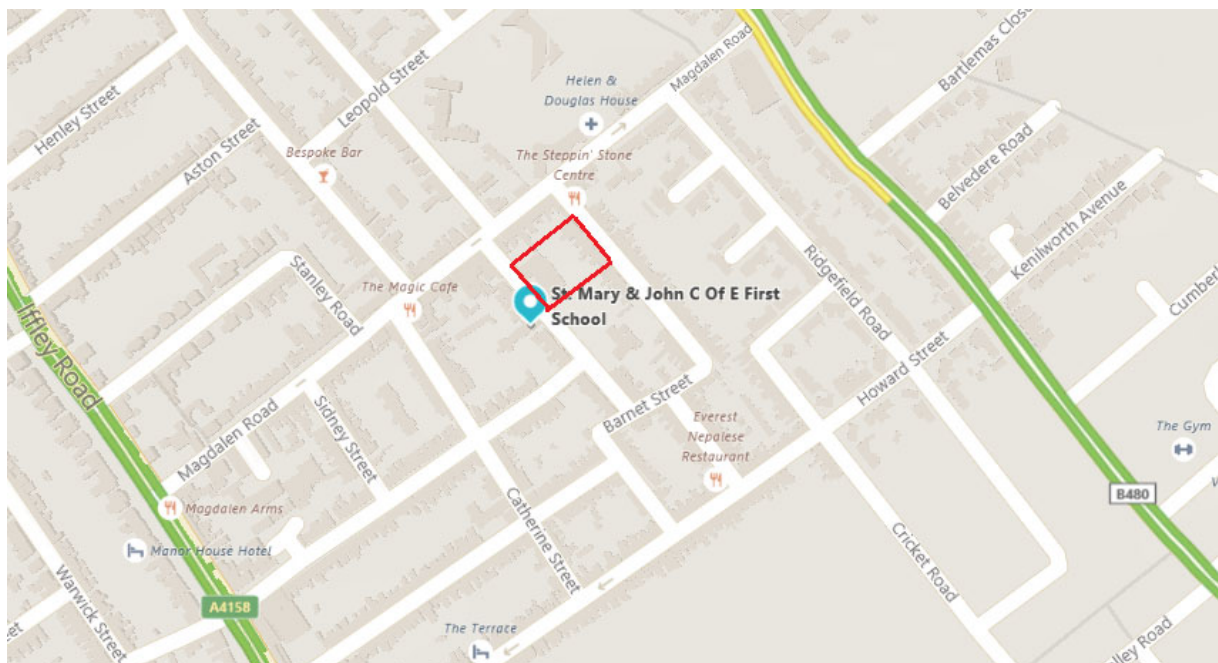 Bartlemas Close
Magdalen Road
Leopold Street
Helen &
Douglas House
Henley Street
Aston Street
Bespoke Bar
The Steppin' Stone
Centre
Belvedere Road
Kenilworth Avenue
Stanley Road
The Magic Cafe
St. Mary & John C Of E First
School
Ridgefield Road
Cumberl
Iffley Road
Howard Street
Barnet Street
Sidney Street
Everest
Nepalese
Restaurant
The Gym
Magdalen Road
Magdalen Arms
Catherine Street
B480
W
Manor House Hotel
Cricket Road
Warwick Street
A4158
The Terrace
eet
lley Road